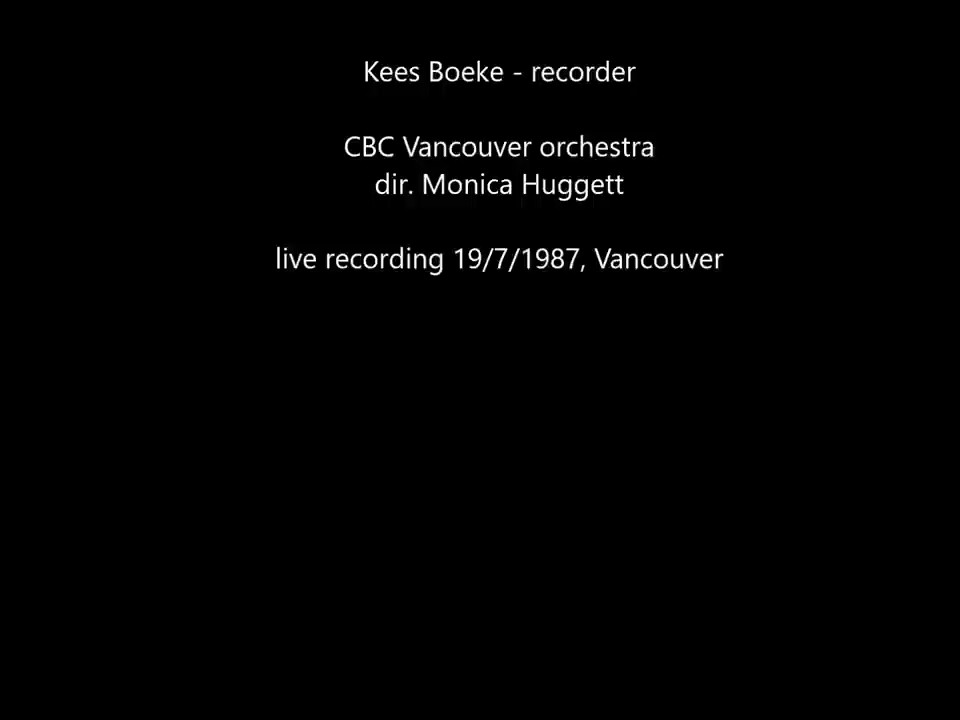 Kees Boeke - recorder
CBC Vancouver orchestra
dir. Monica Huggett
live recording 19/7/1987, Vancouver